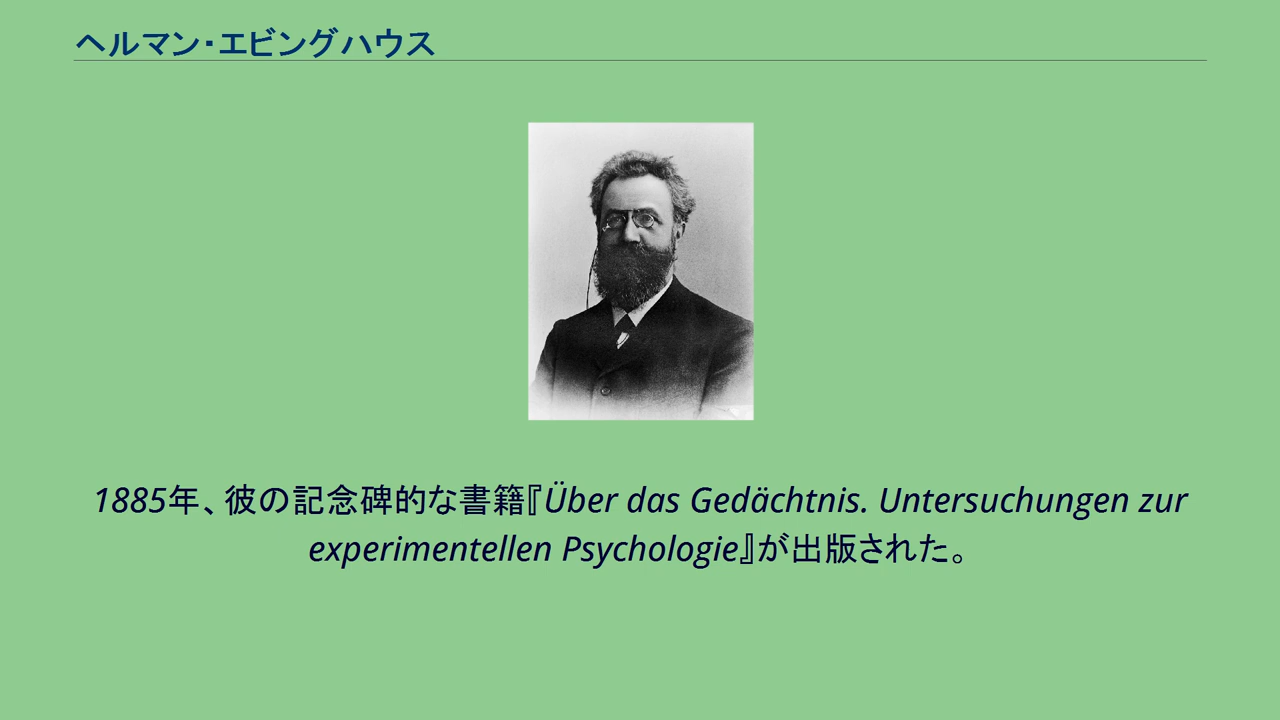 ヘルマン・エビングハウス
1885年、彼の記念碑的な書籍『Über das Gedächtnis. Untersuchungen zur
experimentellen Psychologie』が出版された。